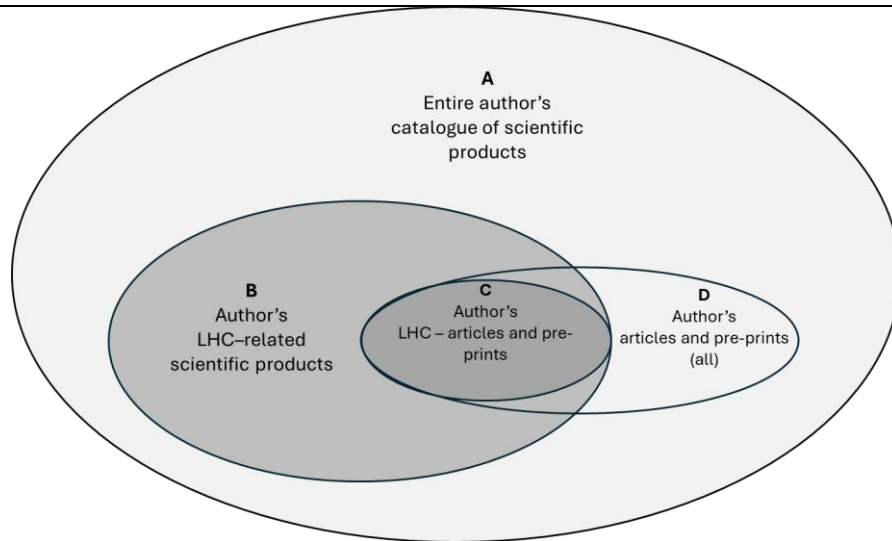 A
Entire author's
catalogue of scientific
products
B
Author's
LHC–related
scientific products
C
Author's
LHC – articles and pre-
prints
D
Author's
articles and pre-prints
(all)